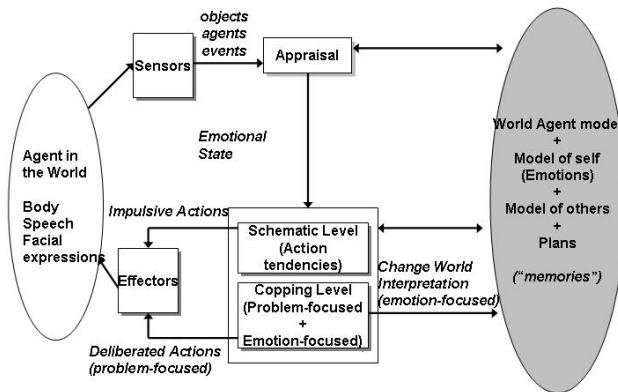 objects
agents
events
Sensors
Appraisal
Agent in
the World
Body
Speech
Facial
expressions
Emotional
State
World Agent model
+
Model of self
(Emotions)
+
Model of others
+
Plans
("memories")
Impulsive Actions
Schematic Level
(Action
tendencies)
Effectors
Change World
Interpretation
(emotion-focused)
Copping Level
(Problem-focused
+
Emotion-focused)
Deliberated Actions
(problem-focused)